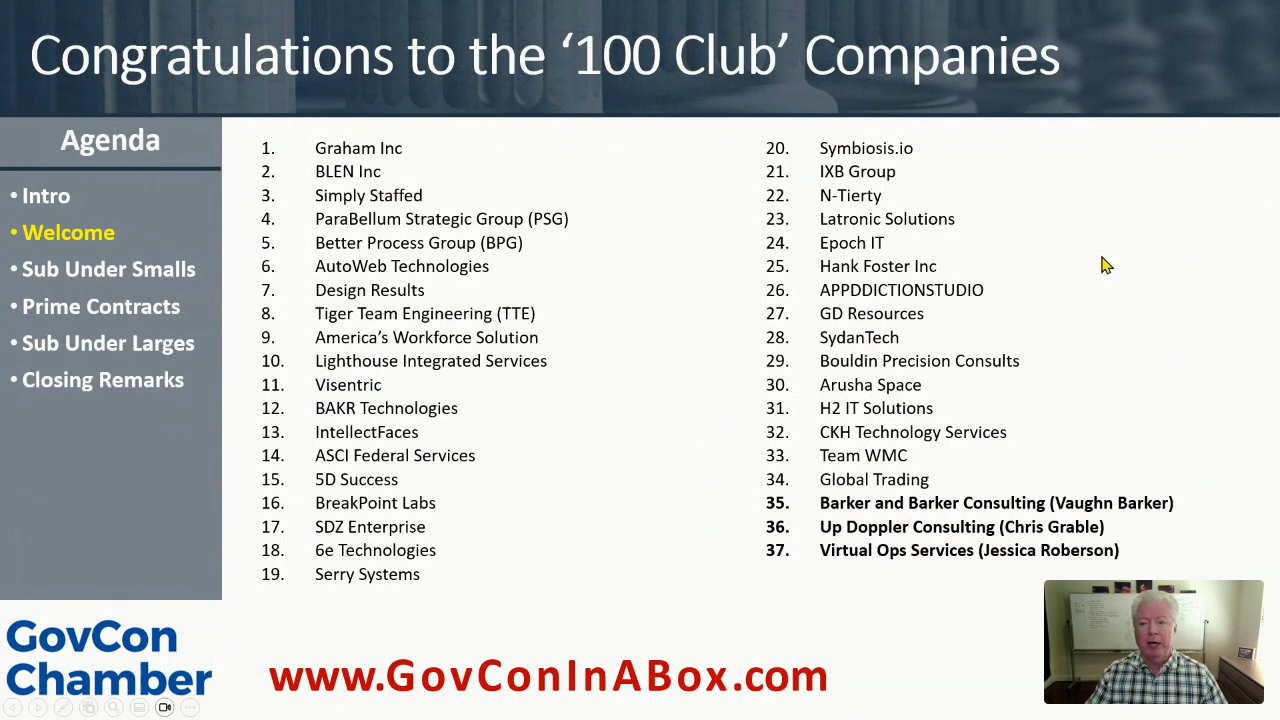 Congratulations to the ‘100 Club’ Companies
Agenda
• Intro
• Welcome
• Sub Under Smalls
• Prime Contracts
• Sub Under Larges
• Closing Remarks
1. Graham Inc
2. BLEN Inc
3. Simply Staffed
4. ParaBellum Strategic Group (PSG)
5. Better Process Group (BPG)
6. AutoWeb Technologies
7. Design Results
8. Tiger Team Engineering (TTE)
9. America’s Workforce Solution
10. Lighthouse Integrated Services
11. Visentric
12. BAKR Technologies
13. IntellectFaces
14. ASCI Federal Services
15. 5D Success
16. BreakPoint Labs
17. SDZ Enterprise
18. 6e Technologies
19. Serry Systems
20. Symbiosis.io
21. IXB Group
22. N-Tierty
23. Latronic Solutions
24. Epoch IT
25. Hank Foster Inc
26. APPDDICTIONSTUDIO
27. GD Resources
28. SydanTech
29. Bouldin Precision Consults
30. Arusha Space
31. H2 IT Solutions
32. CKH Technology Services
33. Team WMC
34. Global Trading
35. Barker and Barker Consulting (Vaughn Barker)
36. Up Doppler Consulting (Chris Grable)
37. Virtual Ops Services (Jessica Roberson)
GovCon
Chamber
www.GovConInABox.com